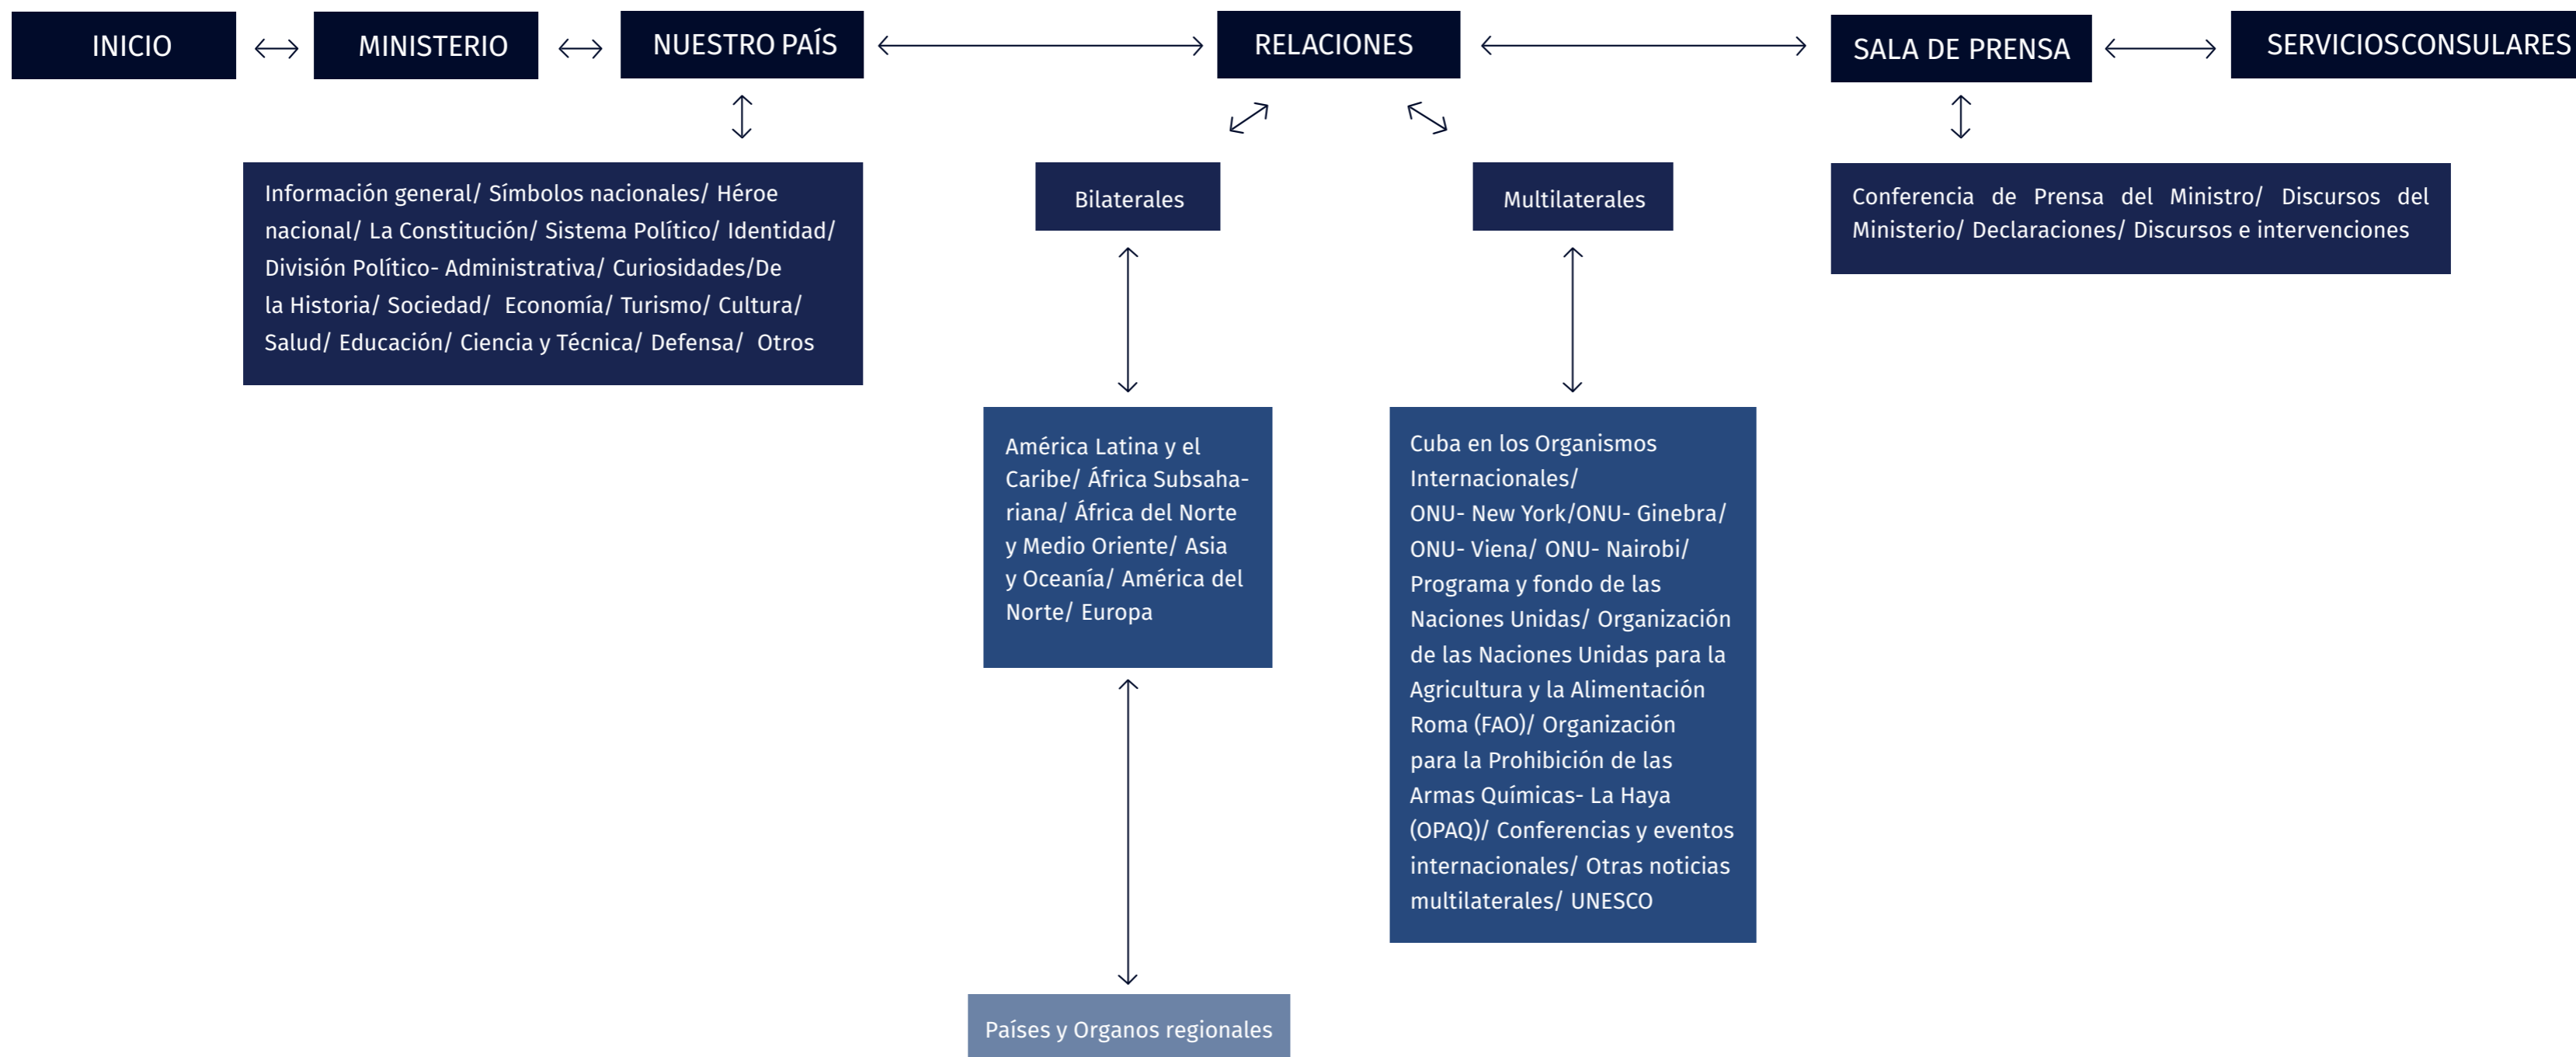 INICIO
MINISTERIO
NUESTRO PAÍS
RELACIONES
SALA DE PRENSA
SERVICIOSCONSULARES
Información general/ Símbolos nacionales/ Héroe
nacional/ La Constitución/ Sistema Político/ Identidad/
División Político- Administrativa/ Curiosidades/De
la Historia/ Sociedad/ Economía/ Turismo/ Cultura/
Salud/ Educación/ Ciencia y Técnica/ Defensa/ Otros
Bilaterales
Multilaterales
Conferencia de Prensa del Ministro/ Discursos del
Ministerio/ Declaraciones/ Discursos e intervenciones
América Latina y el
Caribe/ África Subsaha-
riana/ África del Norte
y Medio Oriente/ Asia
y Oceanía/ América del
Norte/ Europa
Cuba en los Organismos
Internacionales/
ONU- New York/ONU- Ginebra/
ONU- Viena/ ONU- Nairobi/
Programa y fondo de las
Naciones Unidas/ Organización
de las Naciones Unidas para la
Agricultura y la Alimentación
Roma (FAO)/ Organización
para la Prohibición de las
Armas Químicas- La Haya
(OPAQ)/ Conferencias y eventos
internacionales/ Otras noticias
multilaterales/ UNESCO
Países y Organos regionales